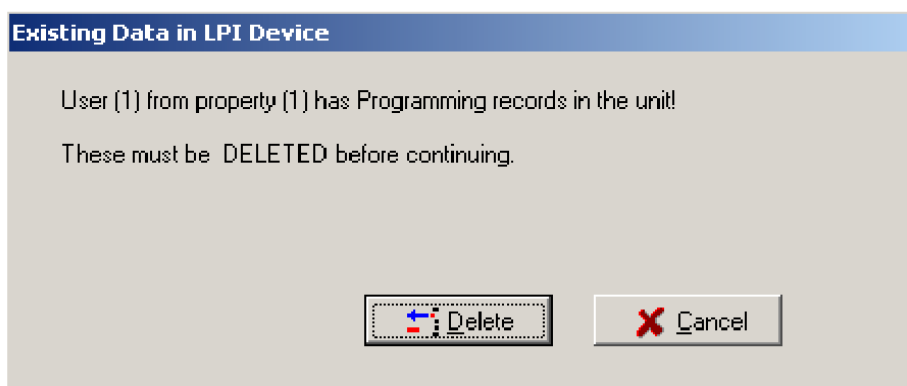 Existing Data in LPI Device
User (1) from property (1) has Programming records in the unit!
These must be  DELETED before continuing.
Delete
Cancel